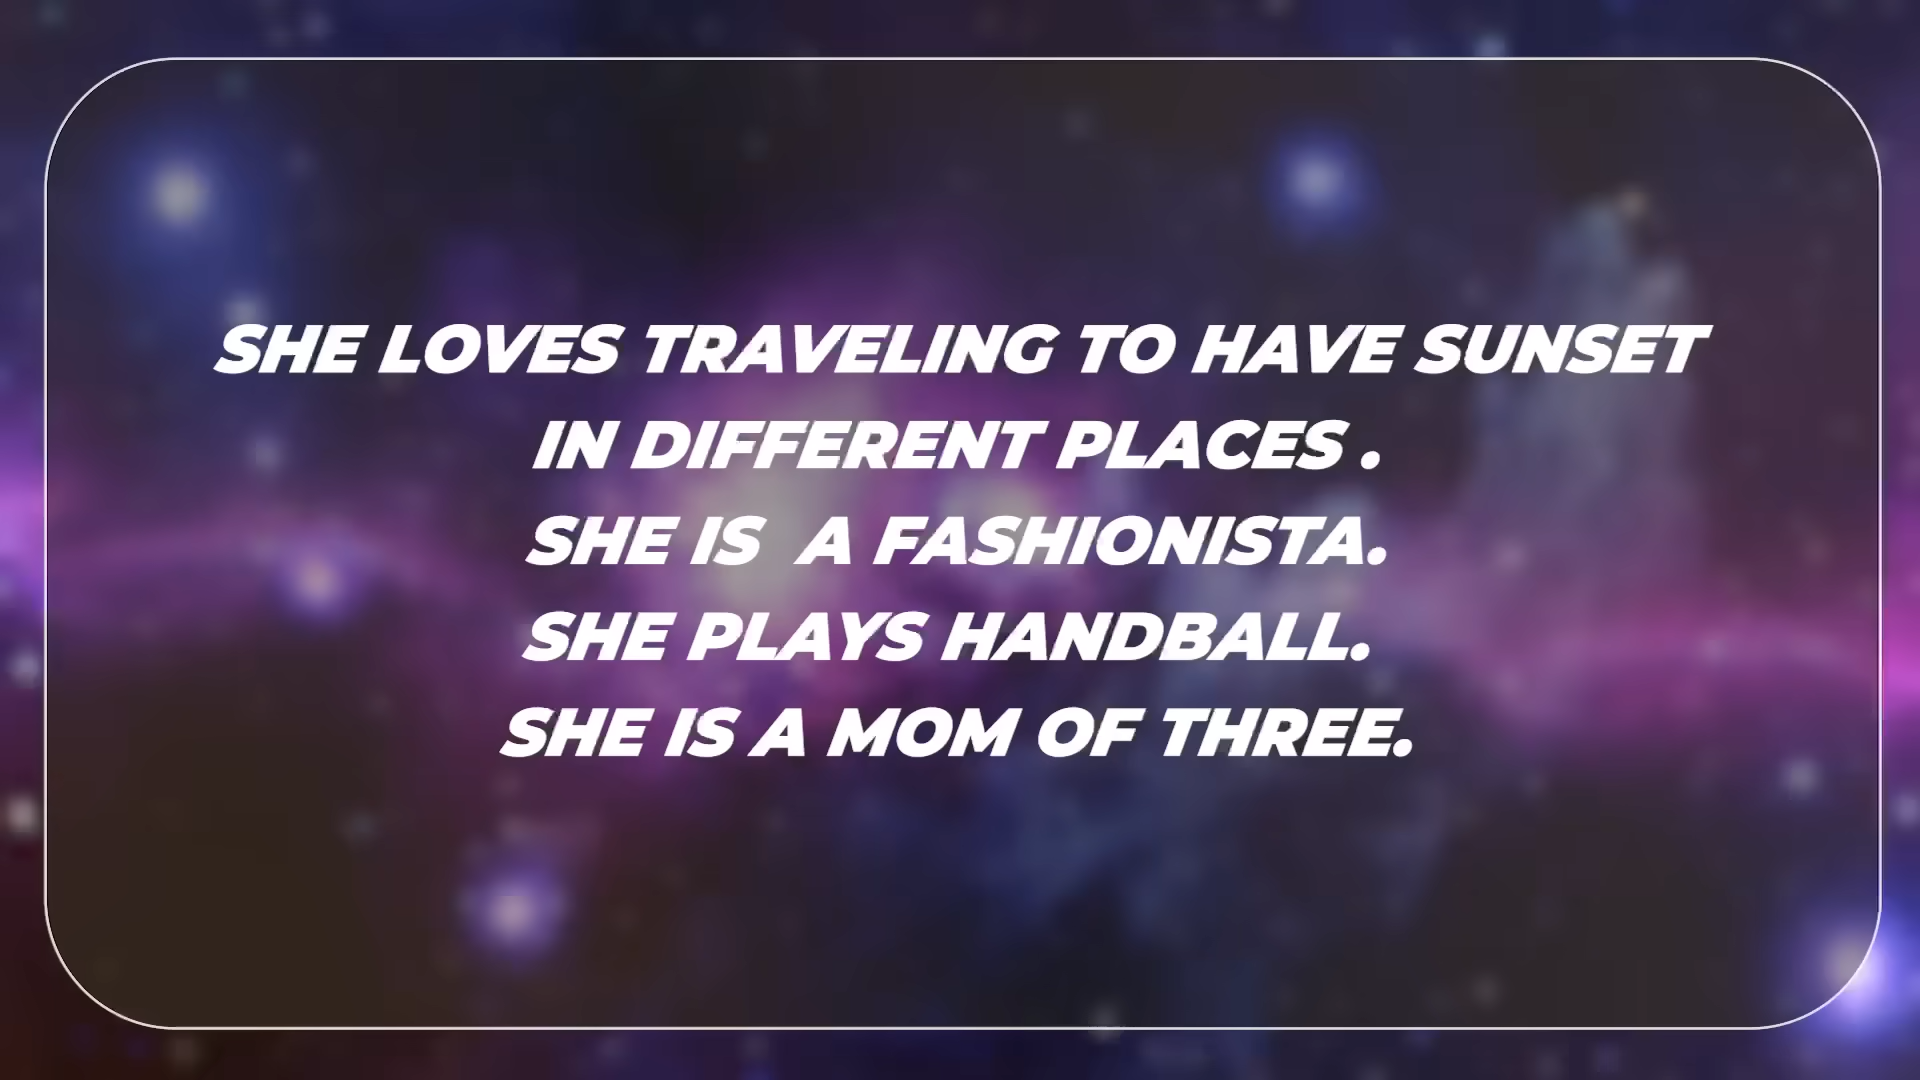 SHE LOVES TRAVELING TO HAVE SUNSET
IN DIFFERENT PLACES .
SHE IS  A FASHIONISTA.
SHE PLAYS HANDBALL.
SHE IS A MOM OF THREE.